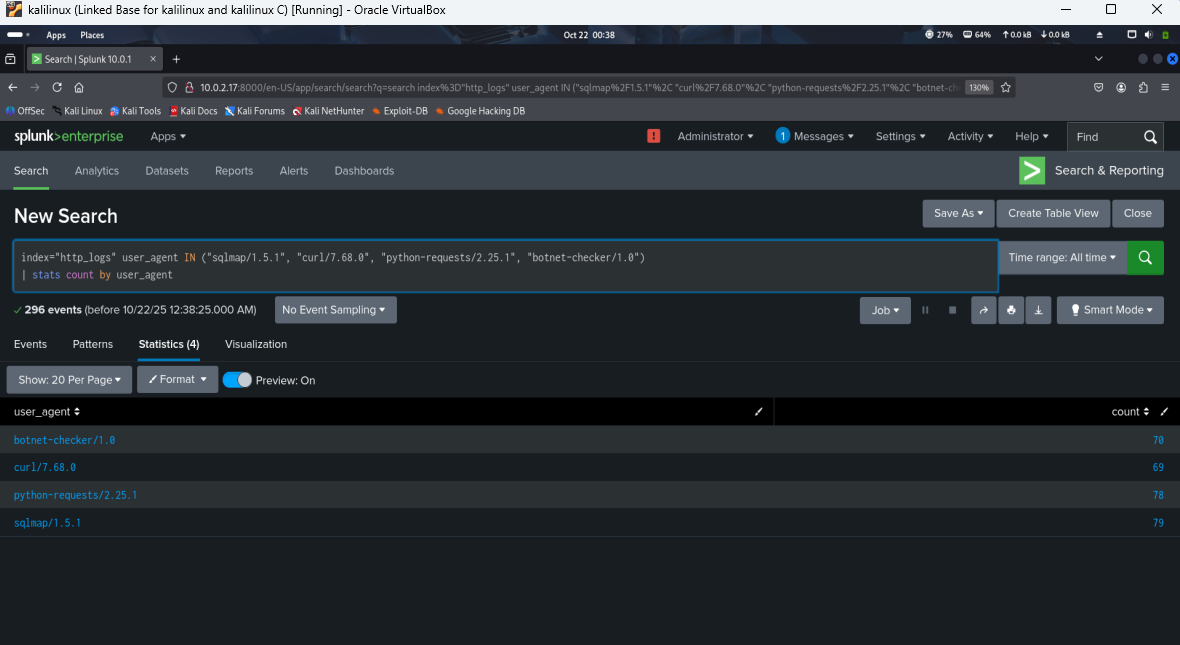 kalilinux (Linked Base for kalilinux and kalilinux C) [Running] - Oracle VirtualBox
Apps Places Oct 22 00:38 27% 64% 0.0 kB 0.0 kB
Search | Splunk 10.0.1
10.0.2.17:8000/en-US/app/search/search?q=search index%3D"http_logs" user_agent IN ("sqlmap%2F1.5.1"%2C "curl%2F7.68.0"%2C "python-requests%2F2.25.1"%2C "botnet-ch 130%
OffSec Kali Linux Kali Tools Kali Docs Kali Forums Kali NetHunter Exploit-DB Google Hacking DB
splunk>enterprise Apps ! Administrator 1 Messages Settings Activity Help Find
Search Analytics Datasets Reports Alerts Dashboards > Search & Reporting
New Search Save As Create Table View Close
index="http_logs" user_agent IN ("sqlmap/1.5.1", "curl/7.68.0", "python-requests/2.25.1", "botnet-checker/1.0")
| stats count by user_agent
Time range: All time
296 events (before 10/22/25 12:38:25.000 AM) No Event Sampling Job Smart Mode
Events Patterns Statistics (4) Visualization
Show: 20 Per Page Format Preview: On
user_agent count
botnet-checker/1.0 70
curl/7.68.0 69
python-requests/2.25.1 78
sqlmap/1.5.1 79